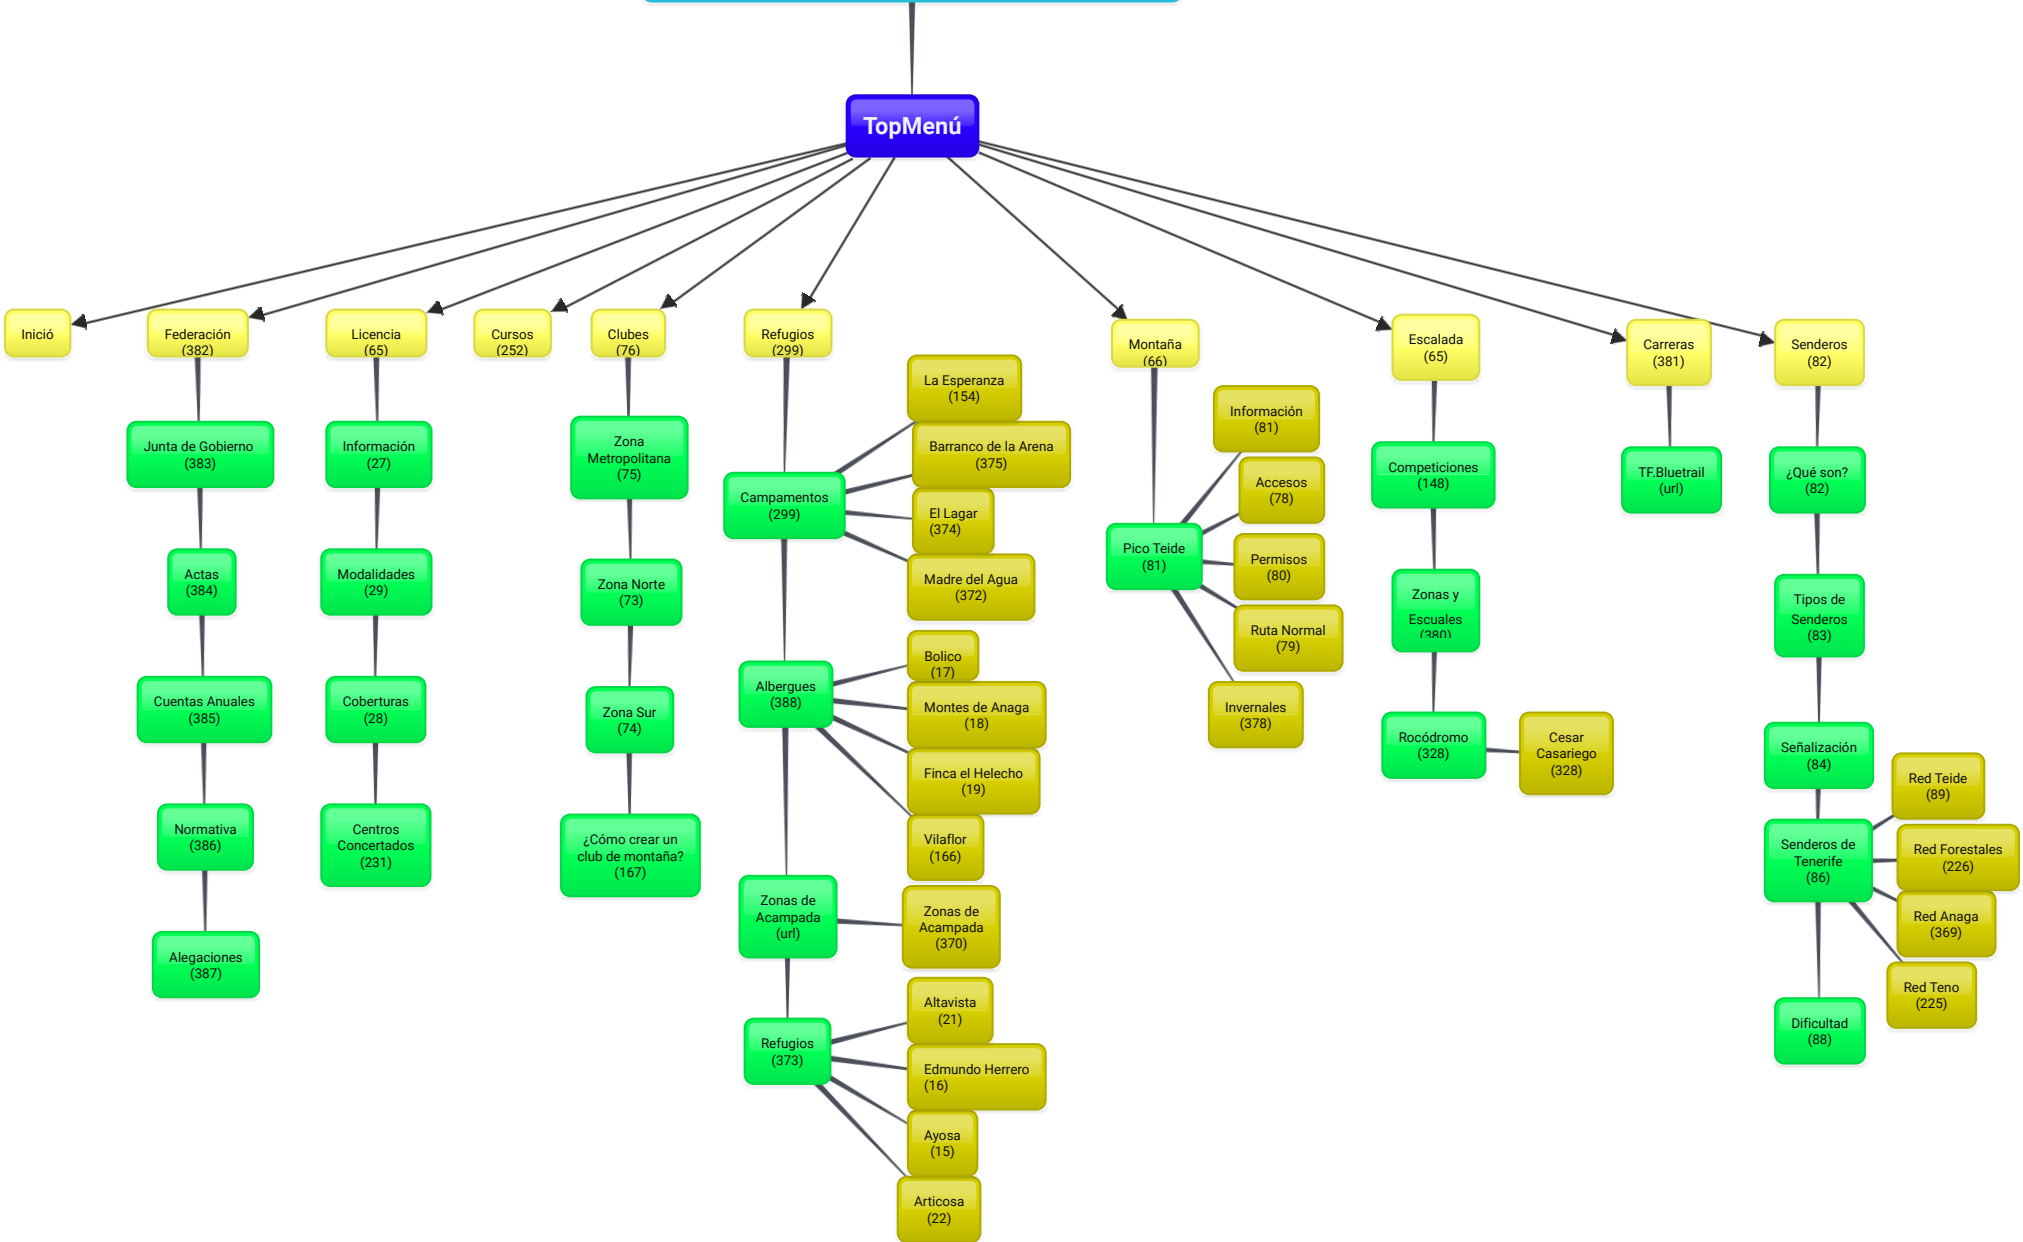 TopMenú
Inició
Federación
(382)
Junta de Gobierno
(383)
Actas
(384)
Cuentas Anuales
(385)
Normativa
(386)
Alegaciones
(387)
Licencia
(65)
Información
(27)
Modalidades
(29)
Coberturas
(28)
Centros
Concertados
(231)
Cursos
(252)
Clubes
(76)
Zona
Metropolitana
(75)
Zona Norte
(73)
Zona Sur
(74)
¿Cómo crear un
club de montaña?
(167)
Refugios
(299)
Campamentos
(299)
La Esperanza
(154)
Barranco de la Arena
(375)
El Lagar
(374)
Madre del Agua
(372)
Albergues
(388)
Bolico
(17)
Montes de Anaga
(18)
Finca el Helecho
(19)
Vilaflor
(166)
Zonas de
Acampada
(url)
Zonas de
Acampada
(370)
Refugios
(373)
Altavista
(21)
Edmundo Herrero
(16)
Ayosa
(15)
Articosa
(22)
Montaña
(66)
Pico Teide
(81)
Información
(81)
Accesos
(78)
Permisos
(80)
Ruta Normal
(79)
Invernales
(378)
Escalada
(65)
Competiciones
(148)
Zonas y
Escuales
(380)
Rocódromo
(328)
Cesar
Casariego
(328)
Carreras
(381)
TF.Bluetrail
(url)
Senderos
(82)
¿Qué son?
(82)
Tipos de
Senderos
(83)
Señalización
(84)
Senderos de
Tenerife
(86)
Red Teide
(89)
Red Forestales
(226)
Red Anaga
(369)
Red Teno
(225)
Dificultad
(88)